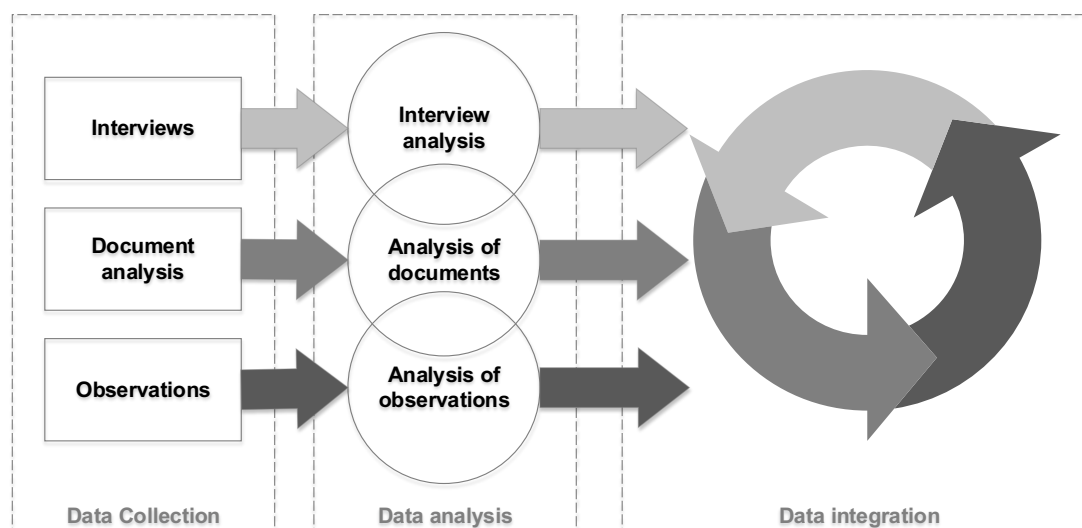 Interviews
Interview
analysis
Document
analysis
Analysis of
documents
Observations
Analysis of
observations
Data Collection
Data analysis
Data integration